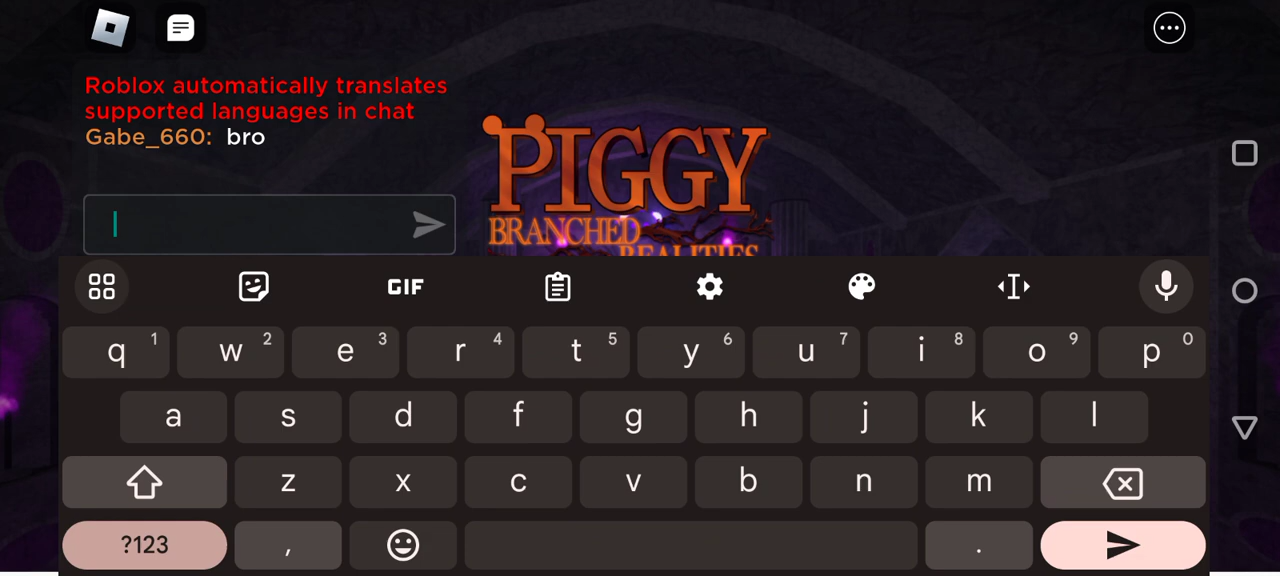 Roblox automatically translates
supported languages in chat
Gabe_660: bro
PIGGY
BRANCHED
REALITIES
GIF
q 1 w 2 e 3 r 4 t 5 y 6 u 7 i 8 o 9 p 0
a s d f g h j k l
z x c v b n m
?123 , .